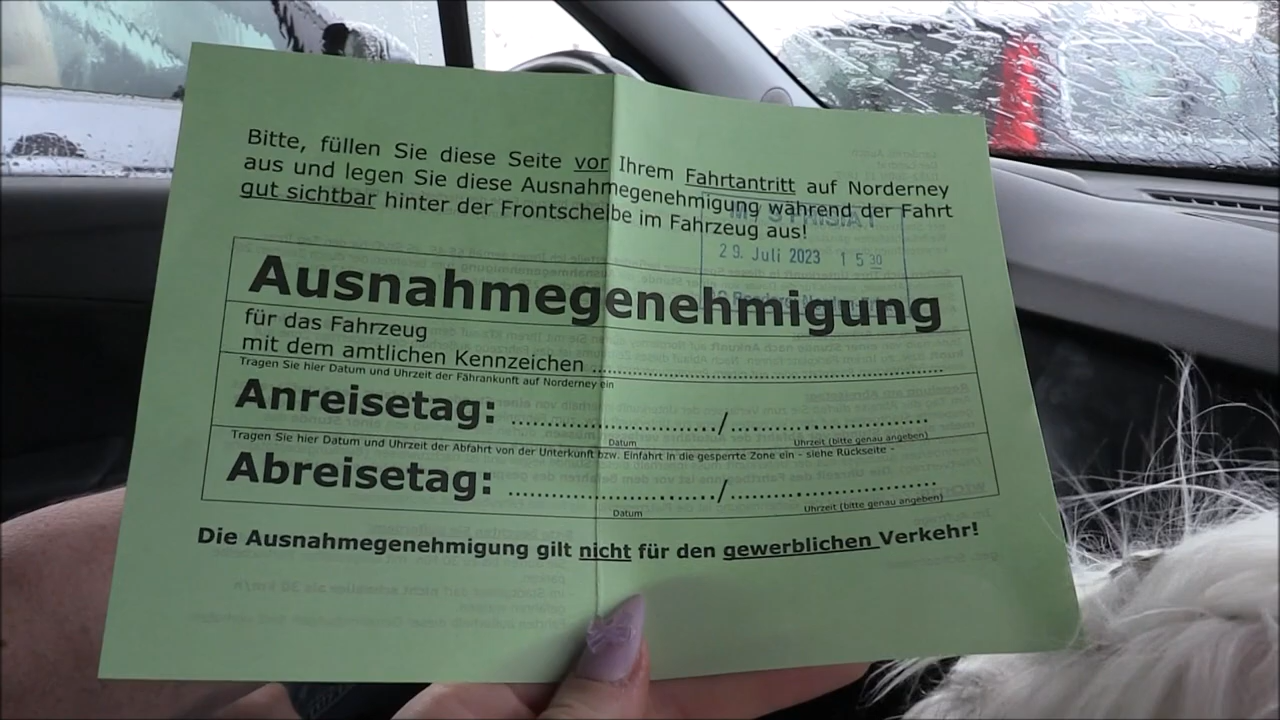 Bitte, füllen Sie diese Seite vor Ihrem Fahrtantritt auf Norderney
aus und legen Sie diese Ausnahmegenehmigung während der Fahrt
gut sichtbar hinter der Frontscheibe im Fahrzeug aus!
29. Juli 2023 15 30
Ausnahmegenehmigung
für das Fahrzeug
mit dem amtlichen Kennzeichen ........................................
Tragen Sie hier Datum und Uhrzeit der Fährankunft auf Norderney ein
Anreisetag: ......................../........................
Datum Uhrzeit (bitte genau angeben)
Tragen Sie hier Datum und Uhrzeit der Abfahrt von der Unterkunft bzw. Einfahrt in die gesperrte Zone ein - siehe Rückseite -
Abreisetag: ......................../........................
Datum Uhrzeit (bitte genau angeben)
Die Ausnahmegenehmigung gilt nicht für den gewerblichen Verkehr!